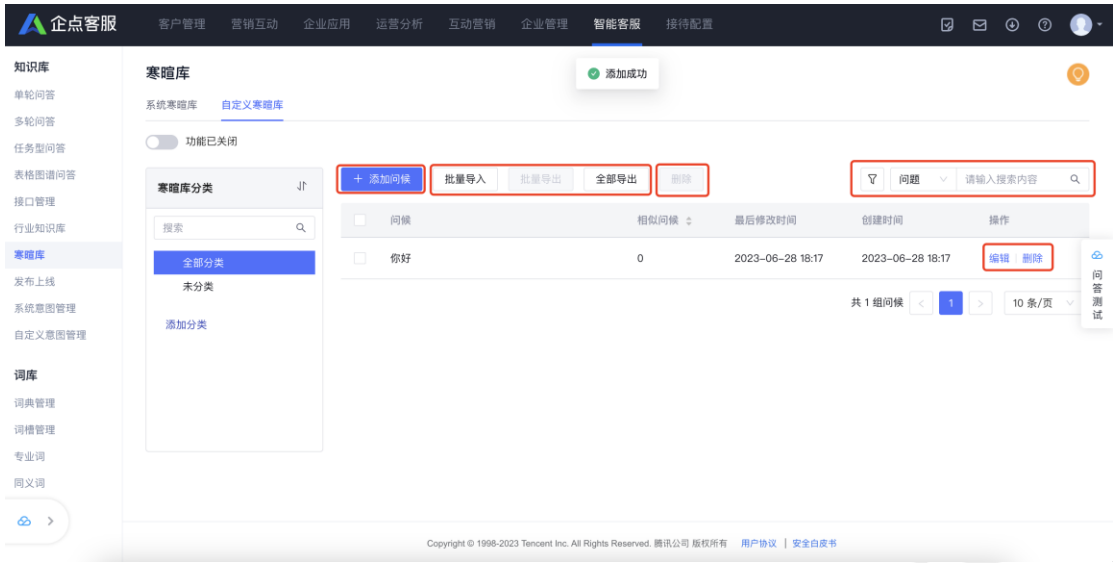 企点客服 客户管理 营销互动 企业应用 运营分析 互动营销 企业管理 智能客服 接待配置
知识库
单轮问答
多轮问答
任务型问答
表格图谱问答
接口管理
行业知识库
寒暄库
发布上线
系统意图管理
自定义意图管理
词库
词典管理
词槽管理
专业词
同义词
寒暄库
添加成功
系统寒暄库 自定义寒暄库
功能已关闭
寒暄库分类
搜索
全部分类
未分类
添加分类
+ 添加问候 批量导入 批量导出 全部导出 删除 问题 请输入搜索内容
问候 相似问候 最后修改时间 创建时间 操作
你好 0 2023-06-28 18:17 2023-06-28 18:17 编辑 删除
共 1 组问候 < 1 > 10 条/页
问答测试
Copyright © 1998-2023 Tencent Inc. All Rights Reserved. 腾讯公司 版权所有 用户协议 | 安全白皮书